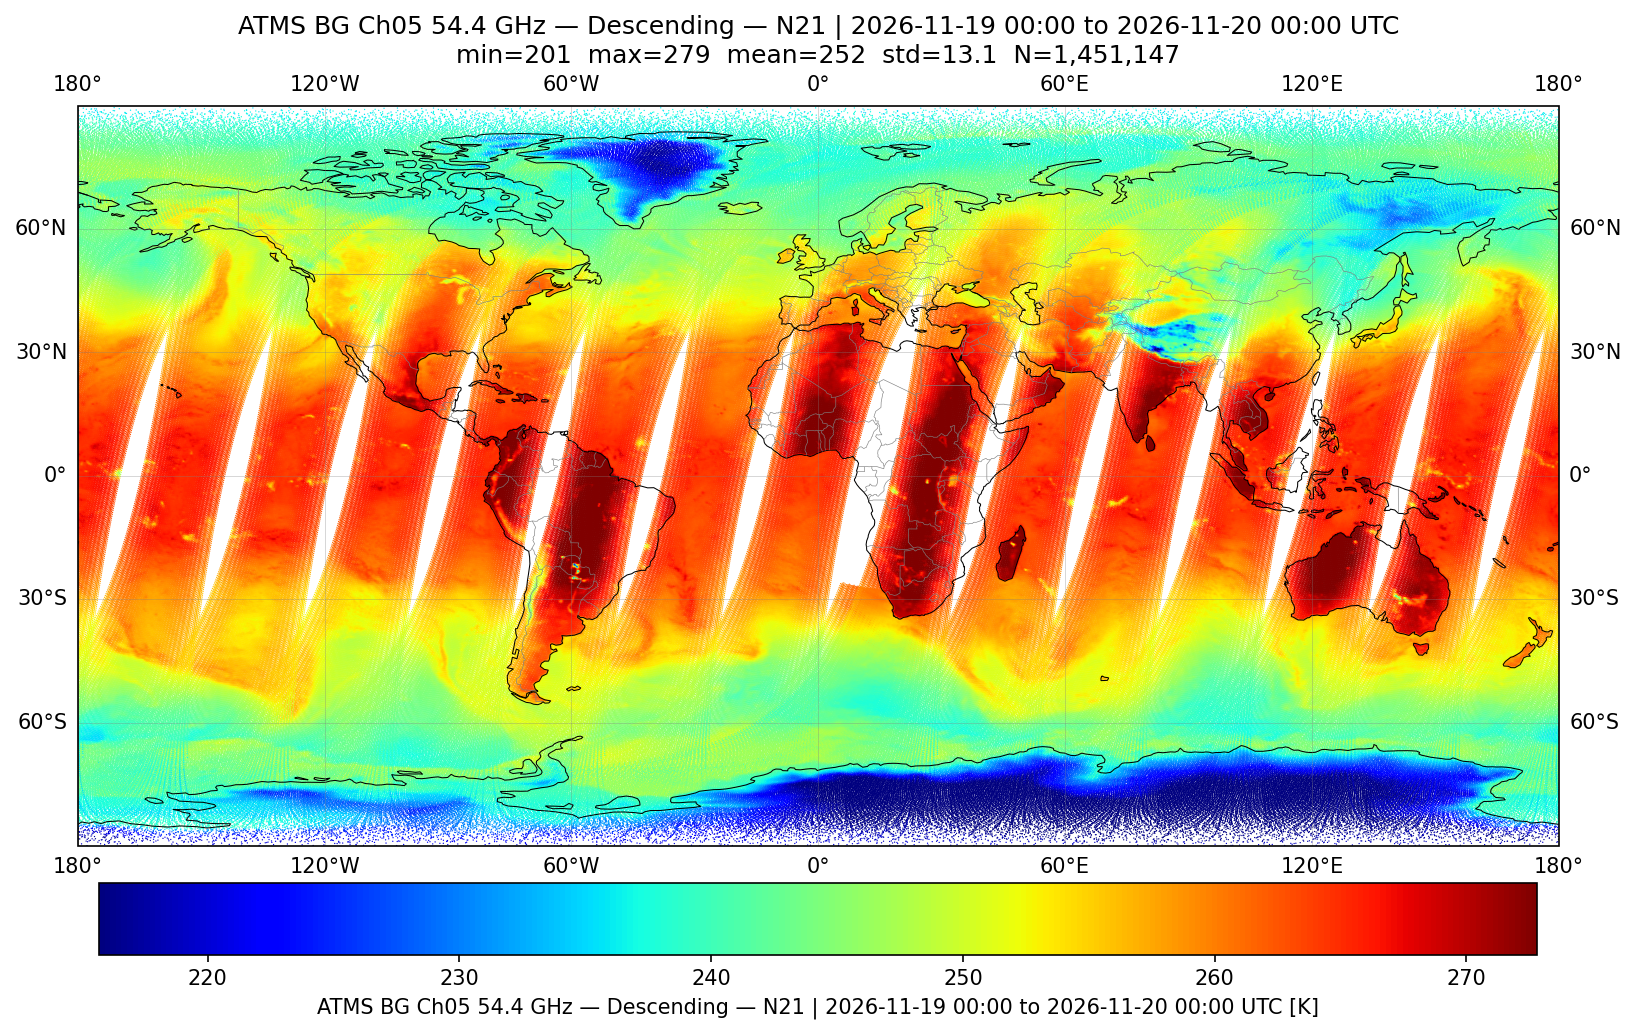 ATMS BG Ch05 54.4 GHz — Descending — N21 | 2026-11-19 00:00 to 2026-11-20 00:00 UTC
min=201 max=279 mean=252 std=13.1 N=1,451,147
180° 120°W 60°W 0° 60°E 120°E 180°
60°N 60°N
30°N 30°N
0° 0°
30°S 30°S
60°S 60°S
180° 120°W 60°W 0° 60°E 120°E 180°
220 230 240 250 260 270
ATMS BG Ch05 54.4 GHz — Descending — N21 | 2026-11-19 00:00 to 2026-11-20 00:00 UTC [K]